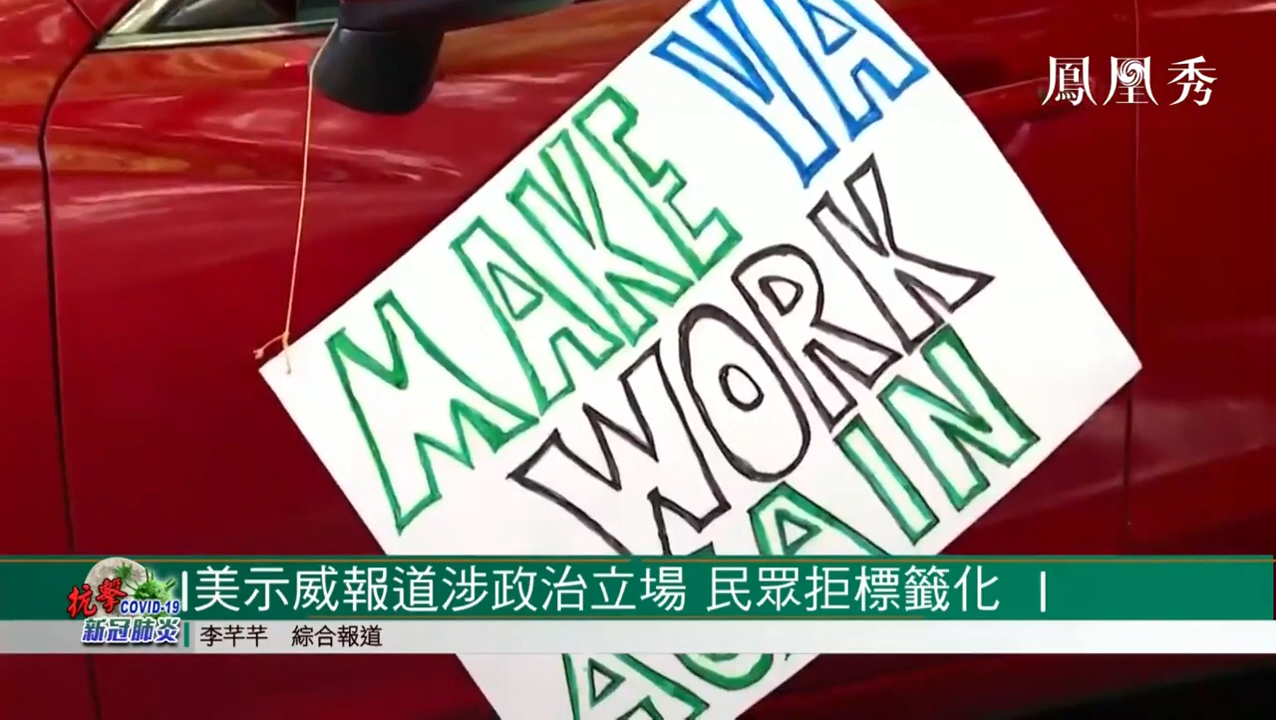 鳳凰秀
MAKE VA
WORK
AGAIN
抗擊
COVID-19
新冠肺炎
美示威報道涉政治立場 民眾拒標籤化
李芊芊 綜合報道